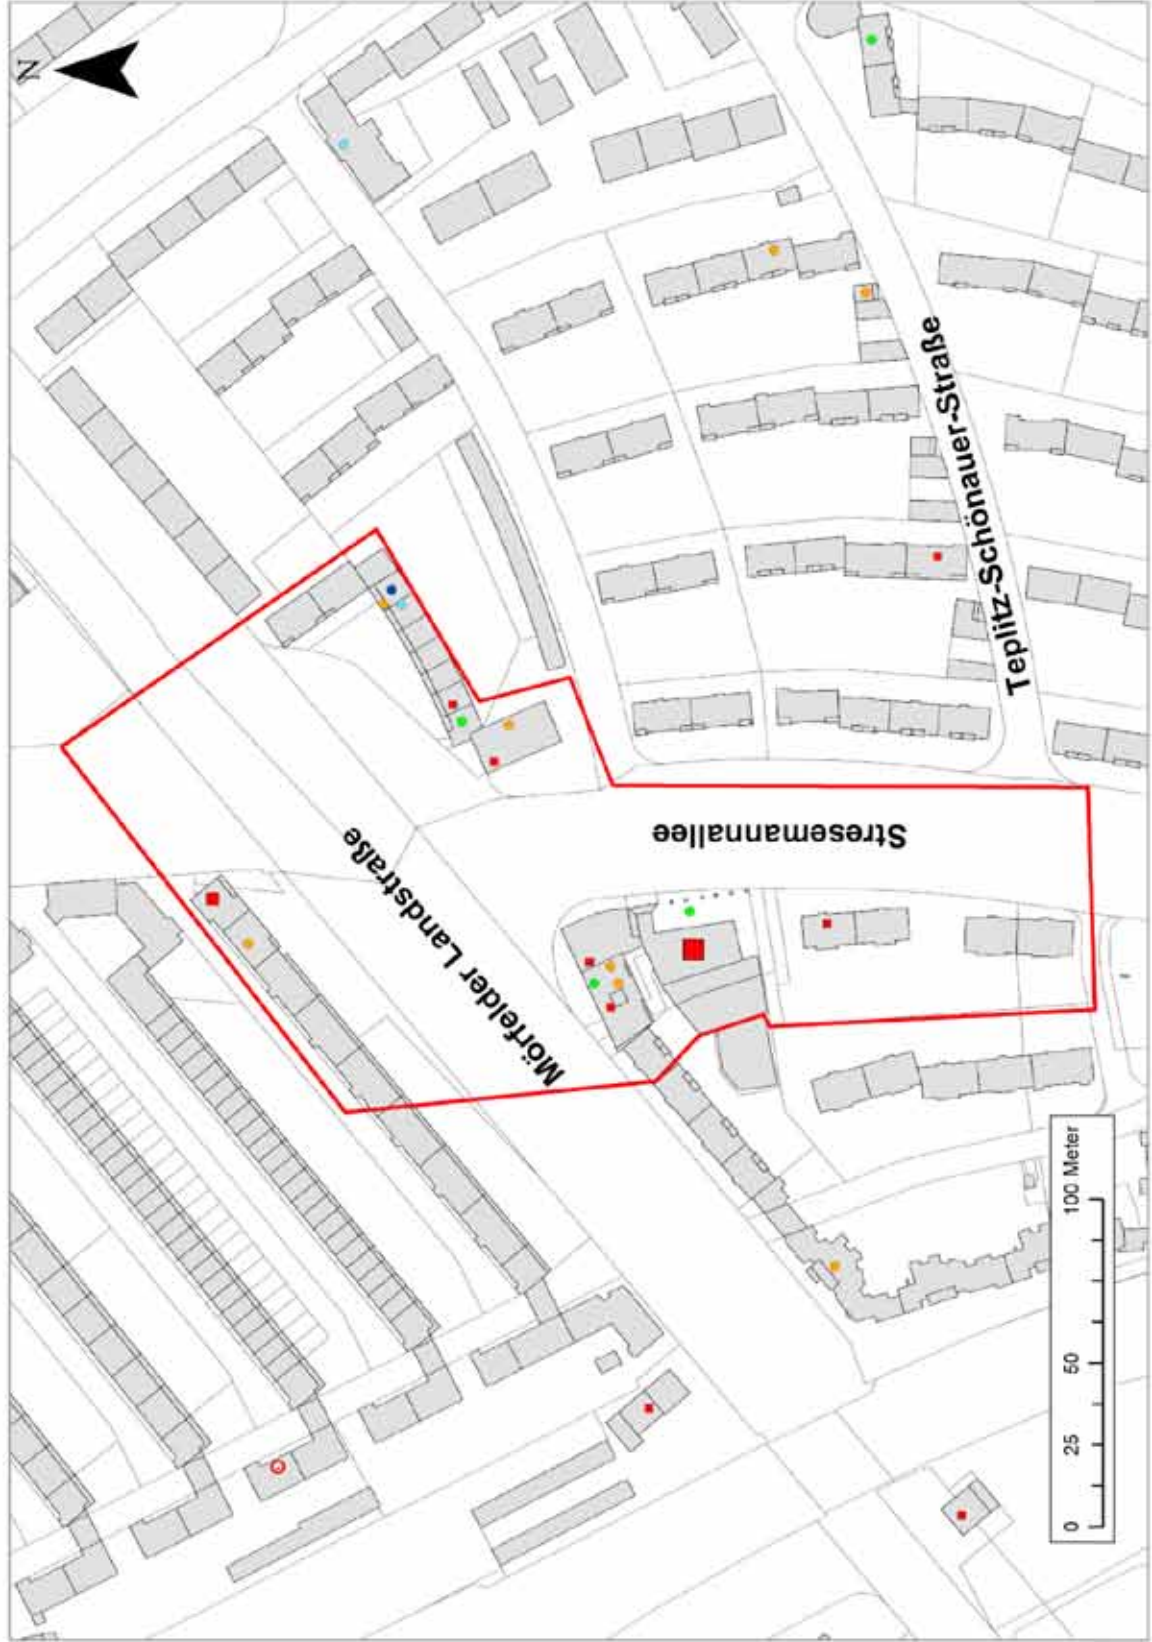 N
Teplitz-Schönauer-Straße
Stresemannallee
Mörfelder Landstraße
0 25 50 100 Meter